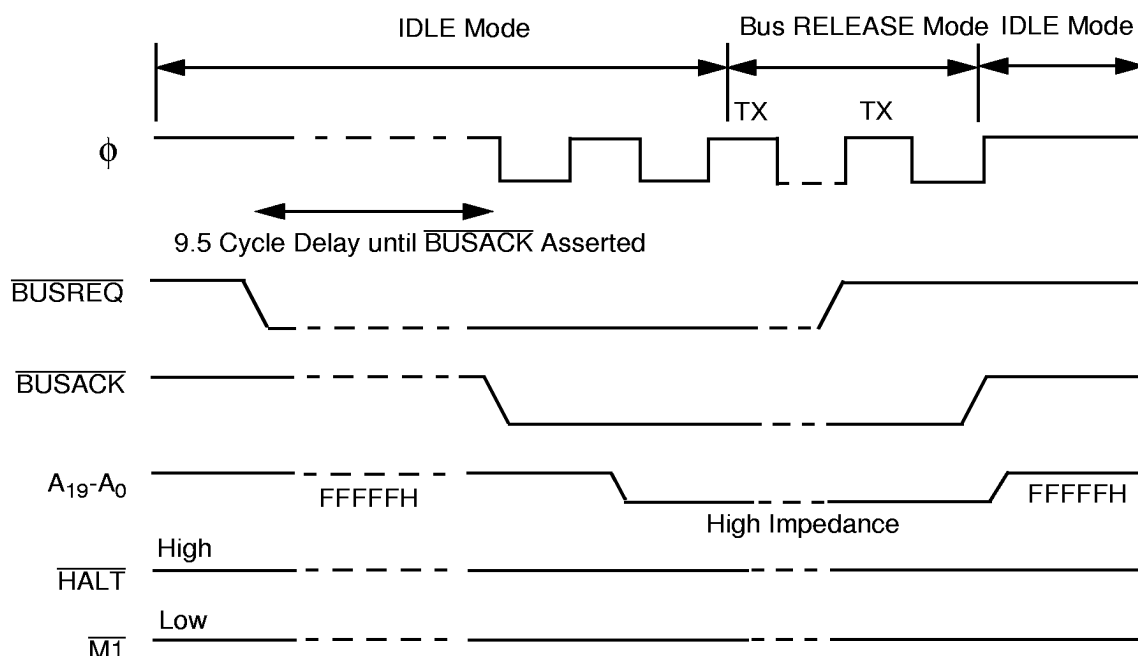 IDLE Mode
Bus RELEASE Mode
IDLE Mode
TX
TX
ϕ
9.5 Cycle Delay until BUSACK Asserted
BUSREQ
BUSACK
A19-A0
FFFFFH
High Impedance
FFFFFH
High
HALT
Low
M1